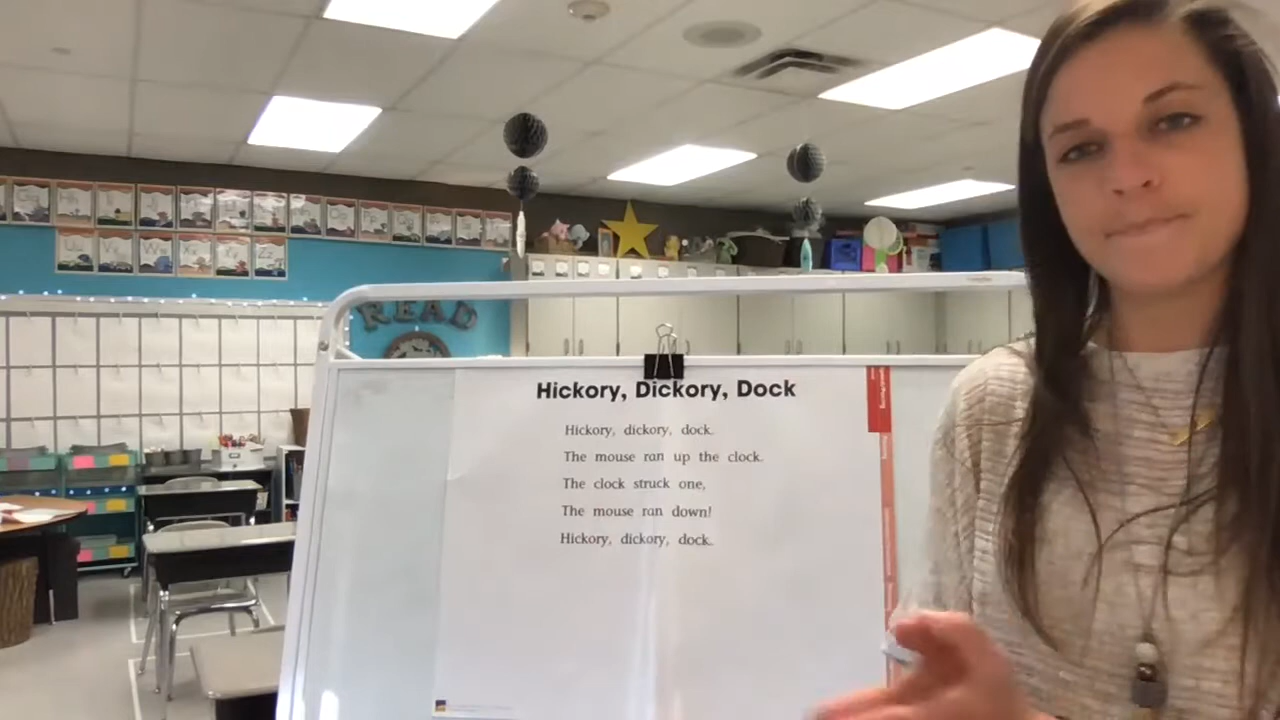 READ
Hickory, Dickory, Dock
Hickory, dickory, dock.
The mouse ran up the clock.
The clock struck one,
The mouse ran down!
Hickory, dickory, dock.